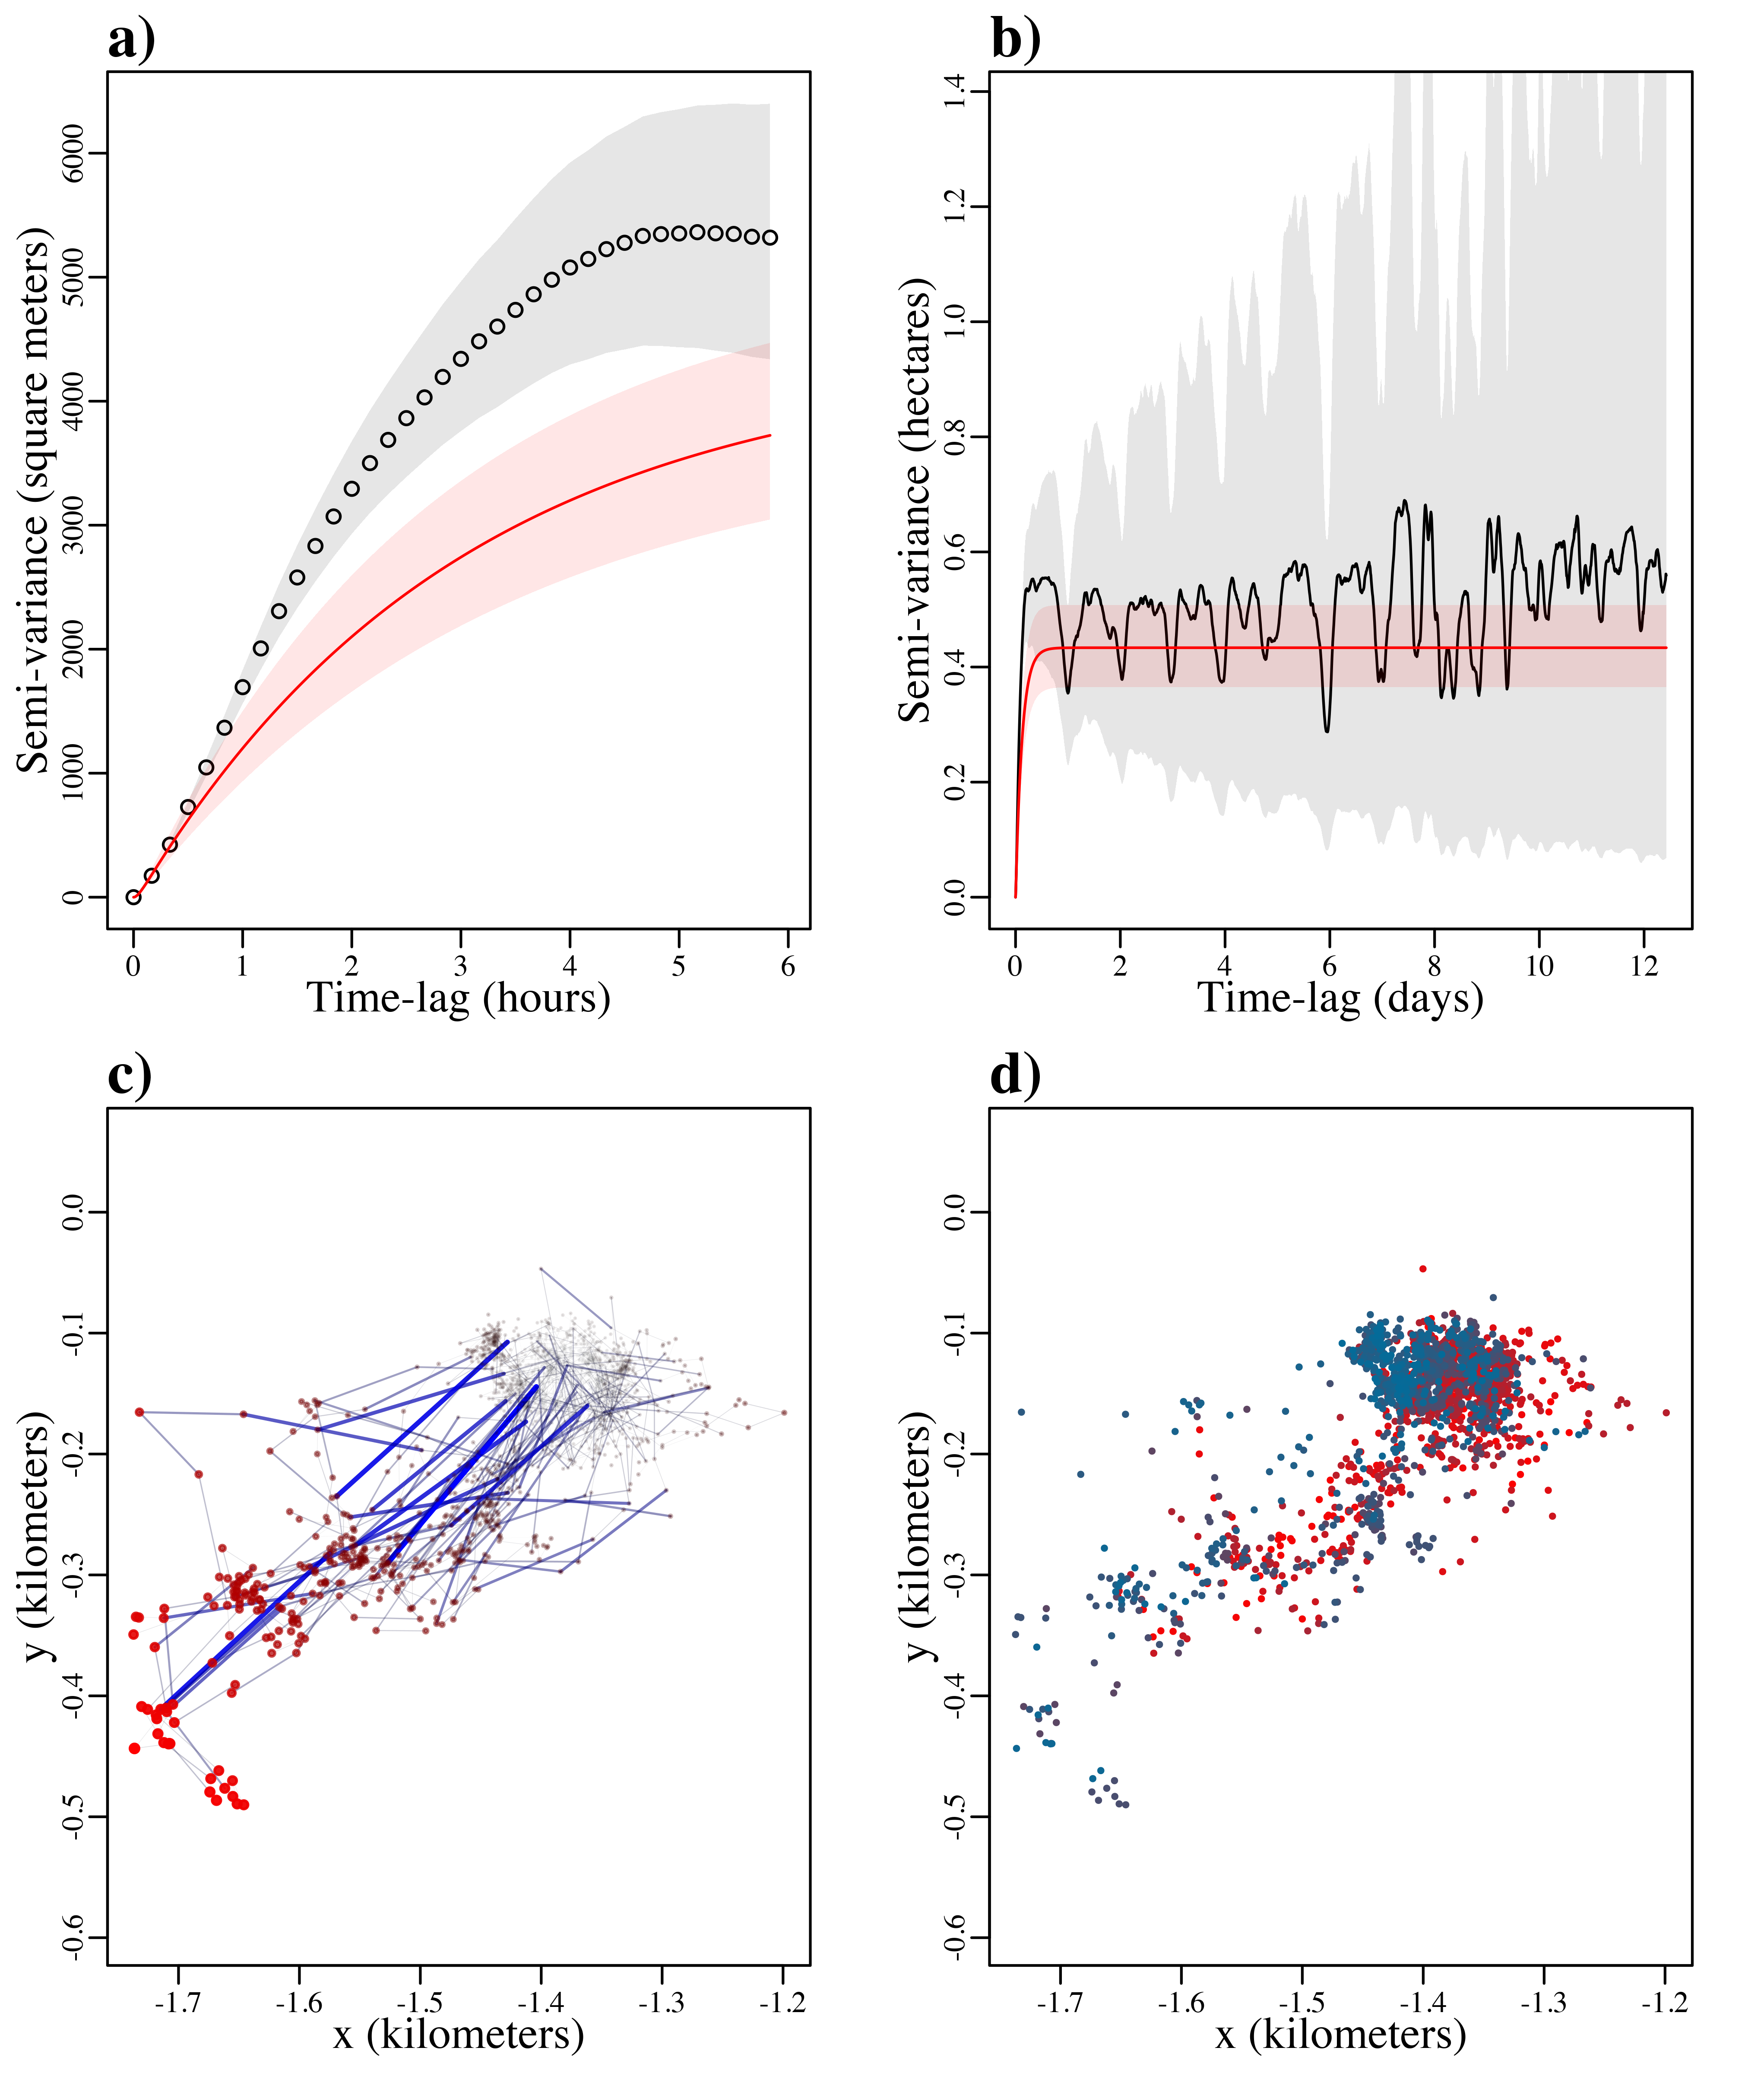 a)
Semi-variance (square meters)
0 1000 2000 3000 4000 5000 6000
0 1 2 3 4 5 6
Time-lag (hours)
b)
Semi-variance (hectares)
0.0 0.2 0.4 0.6 0.8 1.0 1.2 1.4
0 2 4 6 8 10 12
Time-lag (days)
c)
y (kilometers)
-0.6 -0.5 -0.4 -0.3 -0.2 -0.1 0.0
-1.7 -1.6 -1.5 -1.4 -1.3 -1.2
x (kilometers)
d)
y (kilometers)
-0.6 -0.5 -0.4 -0.3 -0.2 -0.1 0.0
-1.7 -1.6 -1.5 -1.4 -1.3 -1.2
x (kilometers)